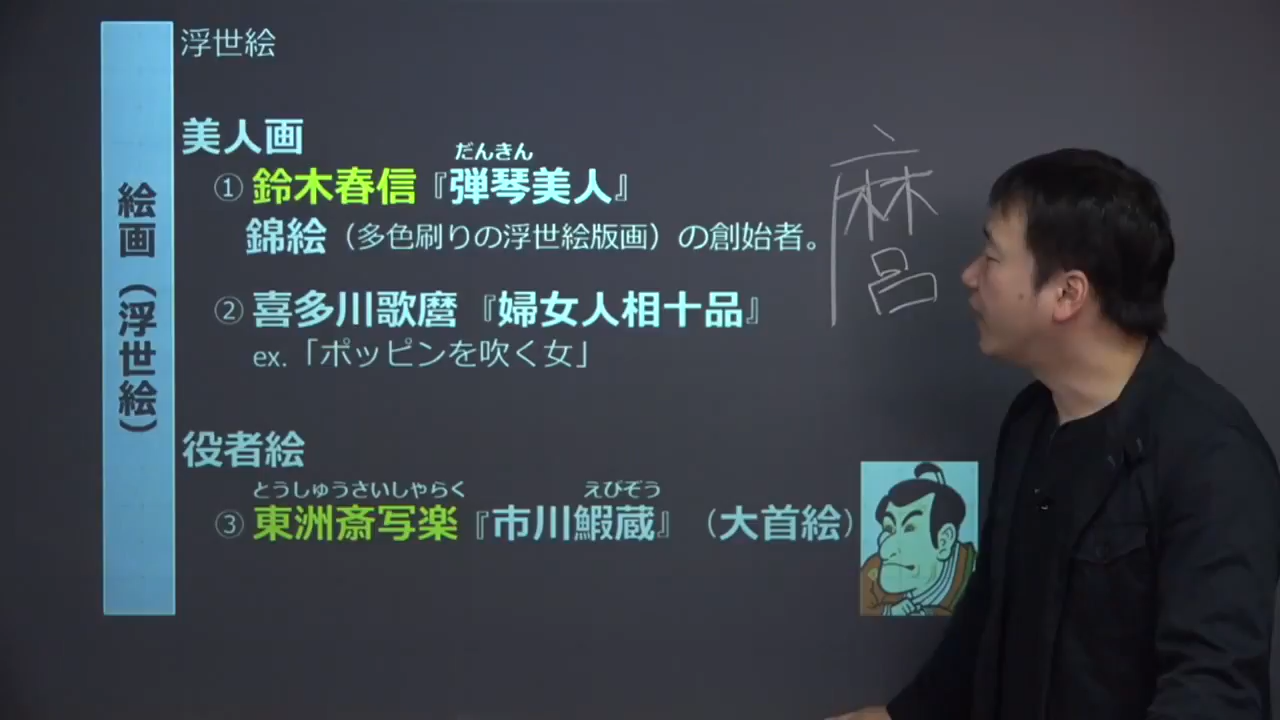 浮世絵
絵画（浮世絵）
美人画
だんきん
① 鈴木春信『弾琴美人』
錦絵（多色刷りの浮世絵版画）の創始者。
② 喜多川歌麿『婦女人相十品』
ex.「ポッピンを吹く女」
役者絵
とうしゅうさいしゃらく えびぞう
③ 東洲斎写楽『市川鰕蔵』（大首絵）
麿